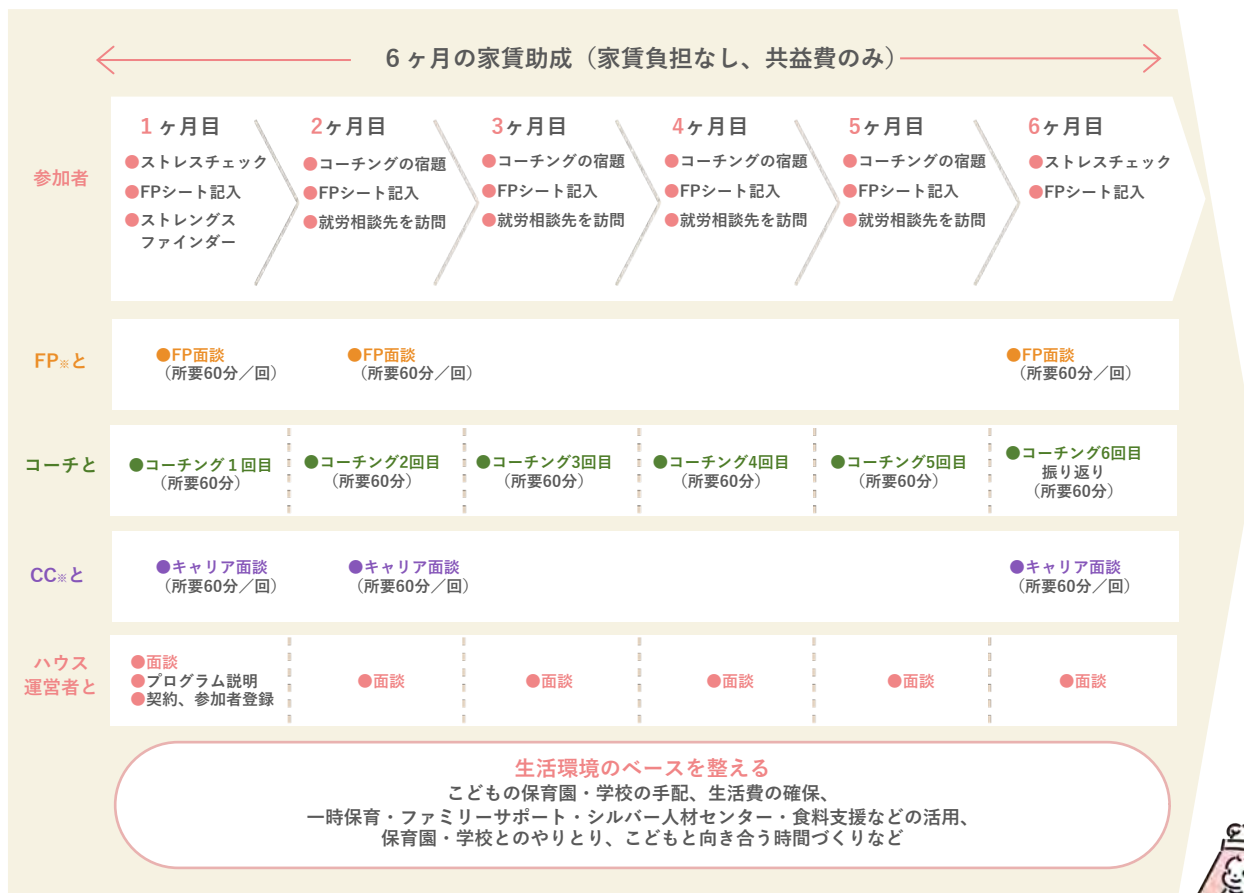 6ヶ月の家賃助成（家賃負担なし、共益費のみ）
参加者
1ヶ月目
●ストレスチェック
●FPシート記入
●ストレングス
ファインダー
2ヶ月目
●コーチングの宿題
●FPシート記入
●就労相談先を訪問
3ヶ月目
●コーチングの宿題
●FPシート記入
●就労相談先を訪問
4ヶ月目
●コーチングの宿題
●FPシート記入
●就労相談先を訪問
5ヶ月目
●コーチングの宿題
●FPシート記入
●就労相談先を訪問
6ヶ月目
●ストレスチェック
●FPシート記入
FP※と
●FP面談
（所要60分／回）
●FP面談
（所要60分／回）
●FP面談
（所要60分／回）
コーチと
●コーチング１回目
（所要60分）
●コーチング2回目
（所要60分）
●コーチング3回目
（所要60分）
●コーチング4回目
（所要60分）
●コーチング5回目
（所要60分）
●コーチング6回目
振り返り
（所要60分）
CC※と
●キャリア面談
（所要60分／回）
●キャリア面談
（所要60分／回）
●キャリア面談
（所要60分／回）
ハウス
運営者と
●面談
●プログラム説明
●契約、参加者登録
●面談
●面談
●面談
●面談
●面談
生活環境のベースを整える
こどもの保育園・学校の手配、生活費の確保、
一時保育・ファミリーサポート・シルバー人材センター・食料支援などの活用、
保育園・学校とのやりとり、こどもと向き合う時間づくりなど